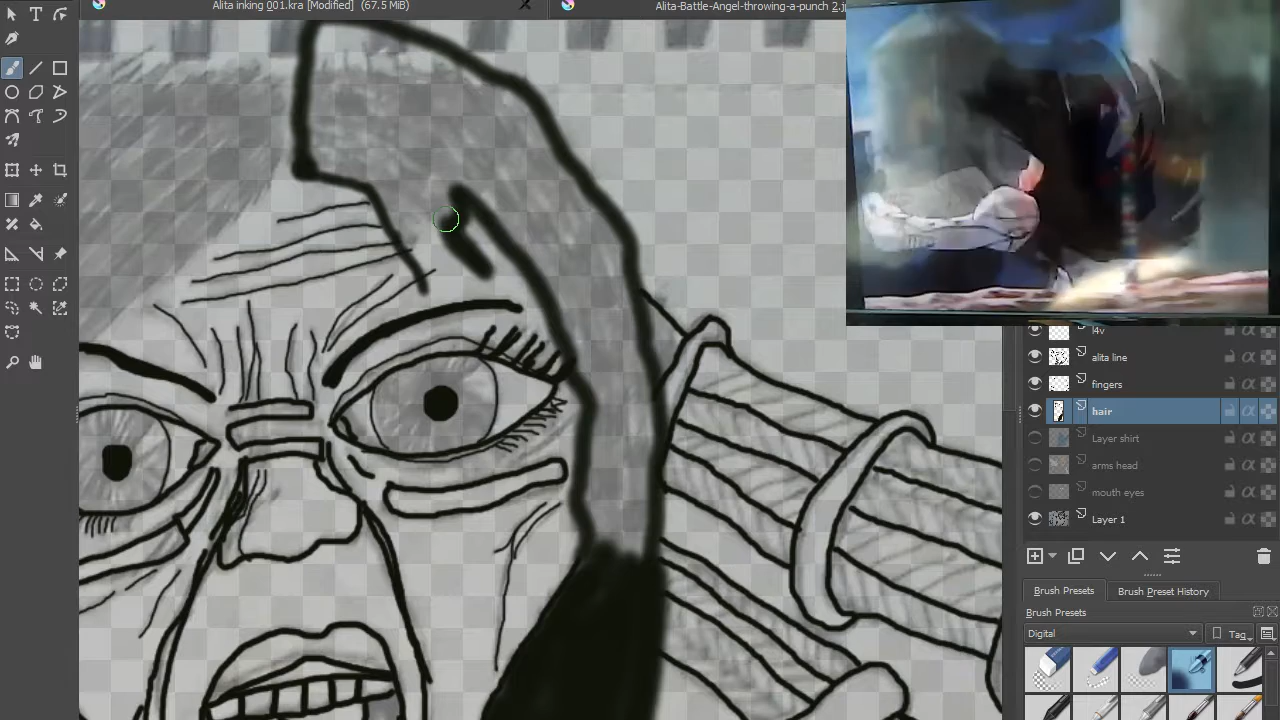 Alita inking 001.kra [Modified] (67.5 MiB)
Alita-Battle-Angel-throwing-a-punch 2.j
l4v
alita line
fingers
hair
Layer shirt
arms head
mouth eyes
Layer 1
Brush Presets
Brush Preset History
Brush Presets
Digital
Tag